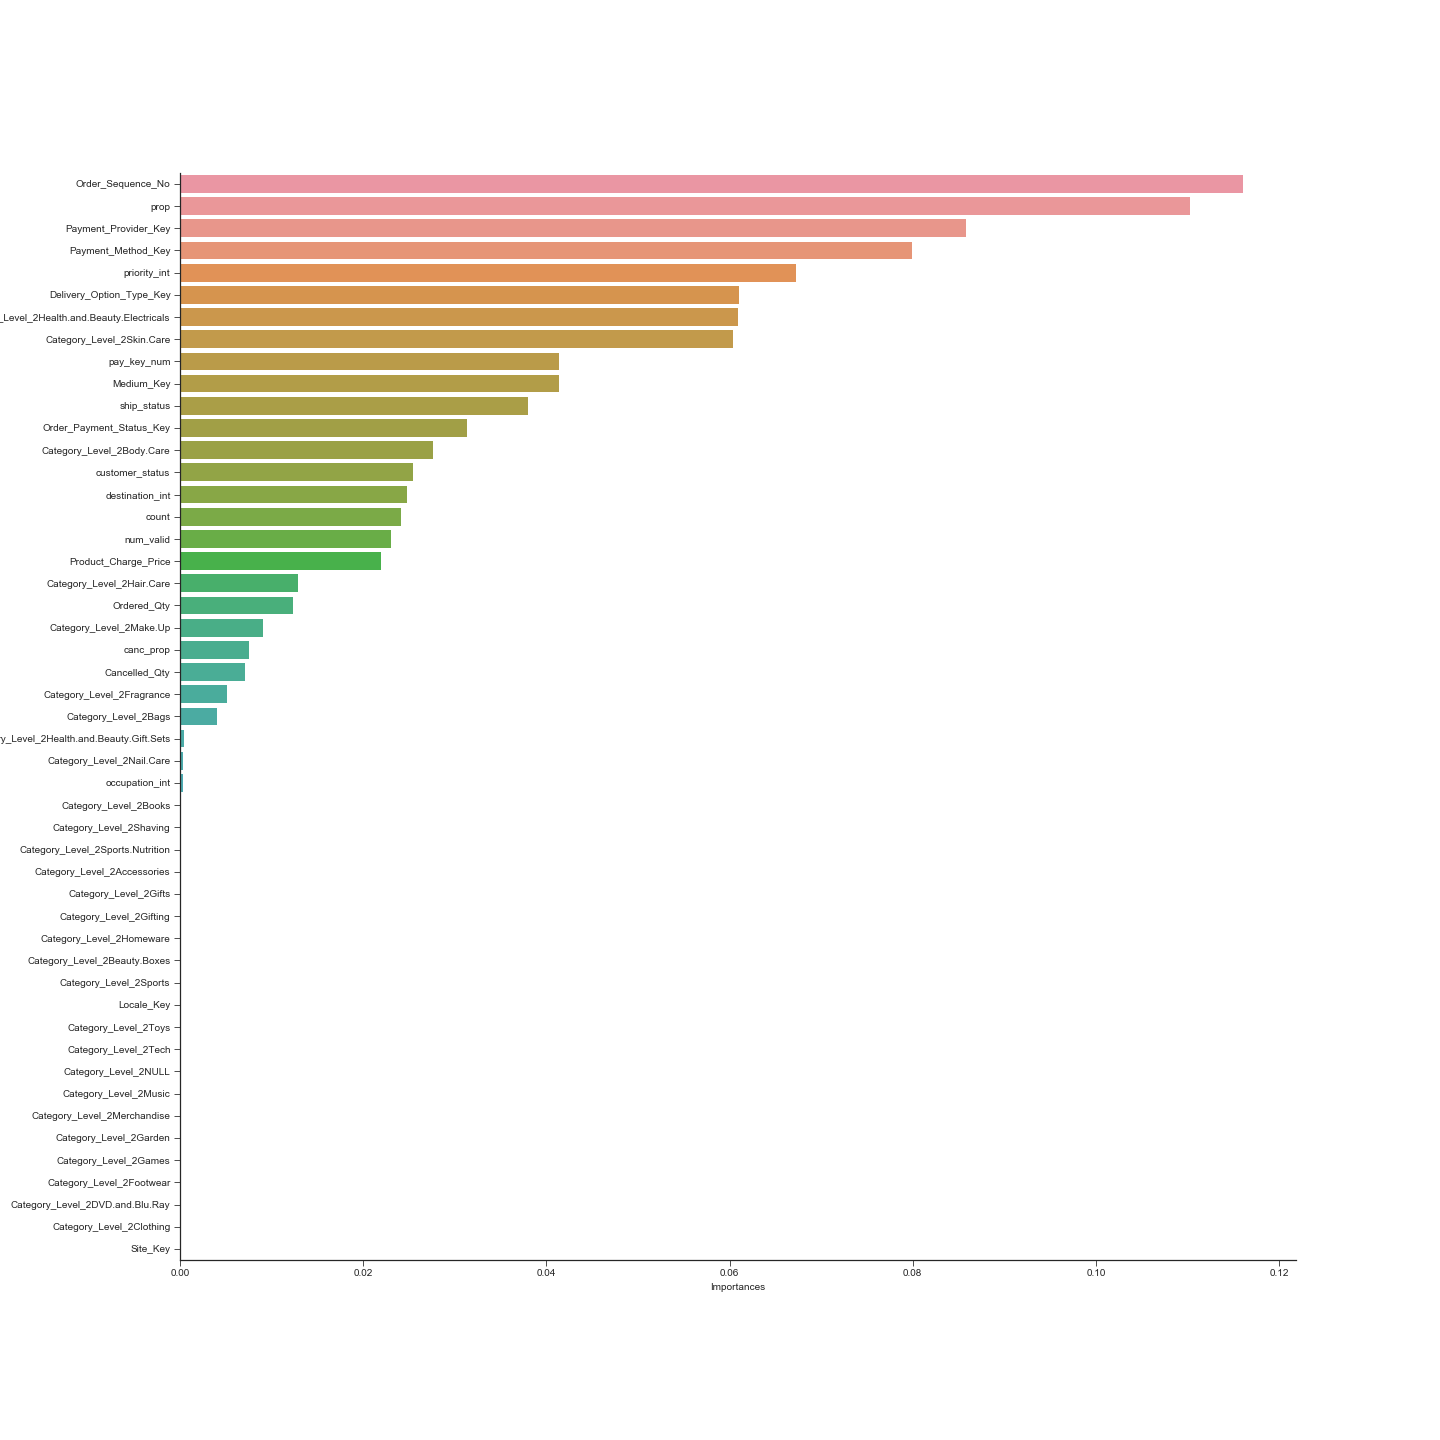 Order_Sequence_No
prop
Payment_Provider_Key
Payment_Method_Key
priority_int
Delivery_Option_Type_Key
_Level_2Health.and.Beauty.Electricals
Category_Level_2Skin.Care
pay_key_num
Medium_Key
ship_status
Order_Payment_Status_Key
Category_Level_2Body.Care
customer_status
destination_int
count
num_valid
Product_Charge_Price
Category_Level_2Hair.Care
Ordered_Qty
Category_Level_2Make.Up
canc_prop
Cancelled_Qty
Category_Level_2Fragrance
Category_Level_2Bags
y_Level_2Health.and.Beauty.Gift.Sets
Category_Level_2Nail.Care
occupation_int
Category_Level_2Books
Category_Level_2Shaving
Category_Level_2Sports.Nutrition
Category_Level_2Accessories
Category_Level_2Gifts
Category_Level_2Gifting
Category_Level_2Homeware
Category_Level_2Beauty.Boxes
Category_Level_2Sports
Locale_Key
Category_Level_2Toys
Category_Level_2Tech
Category_Level_2NULL
Category_Level_2Music
Category_Level_2Merchandise
Category_Level_2Garden
Category_Level_2Games
Category_Level_2Footwear
Category_Level_2DVD.and.Blu.Ray
Category_Level_2Clothing
Site_Key
0.00 0.02 0.04 0.06 0.08 0.10 0.12
Importances